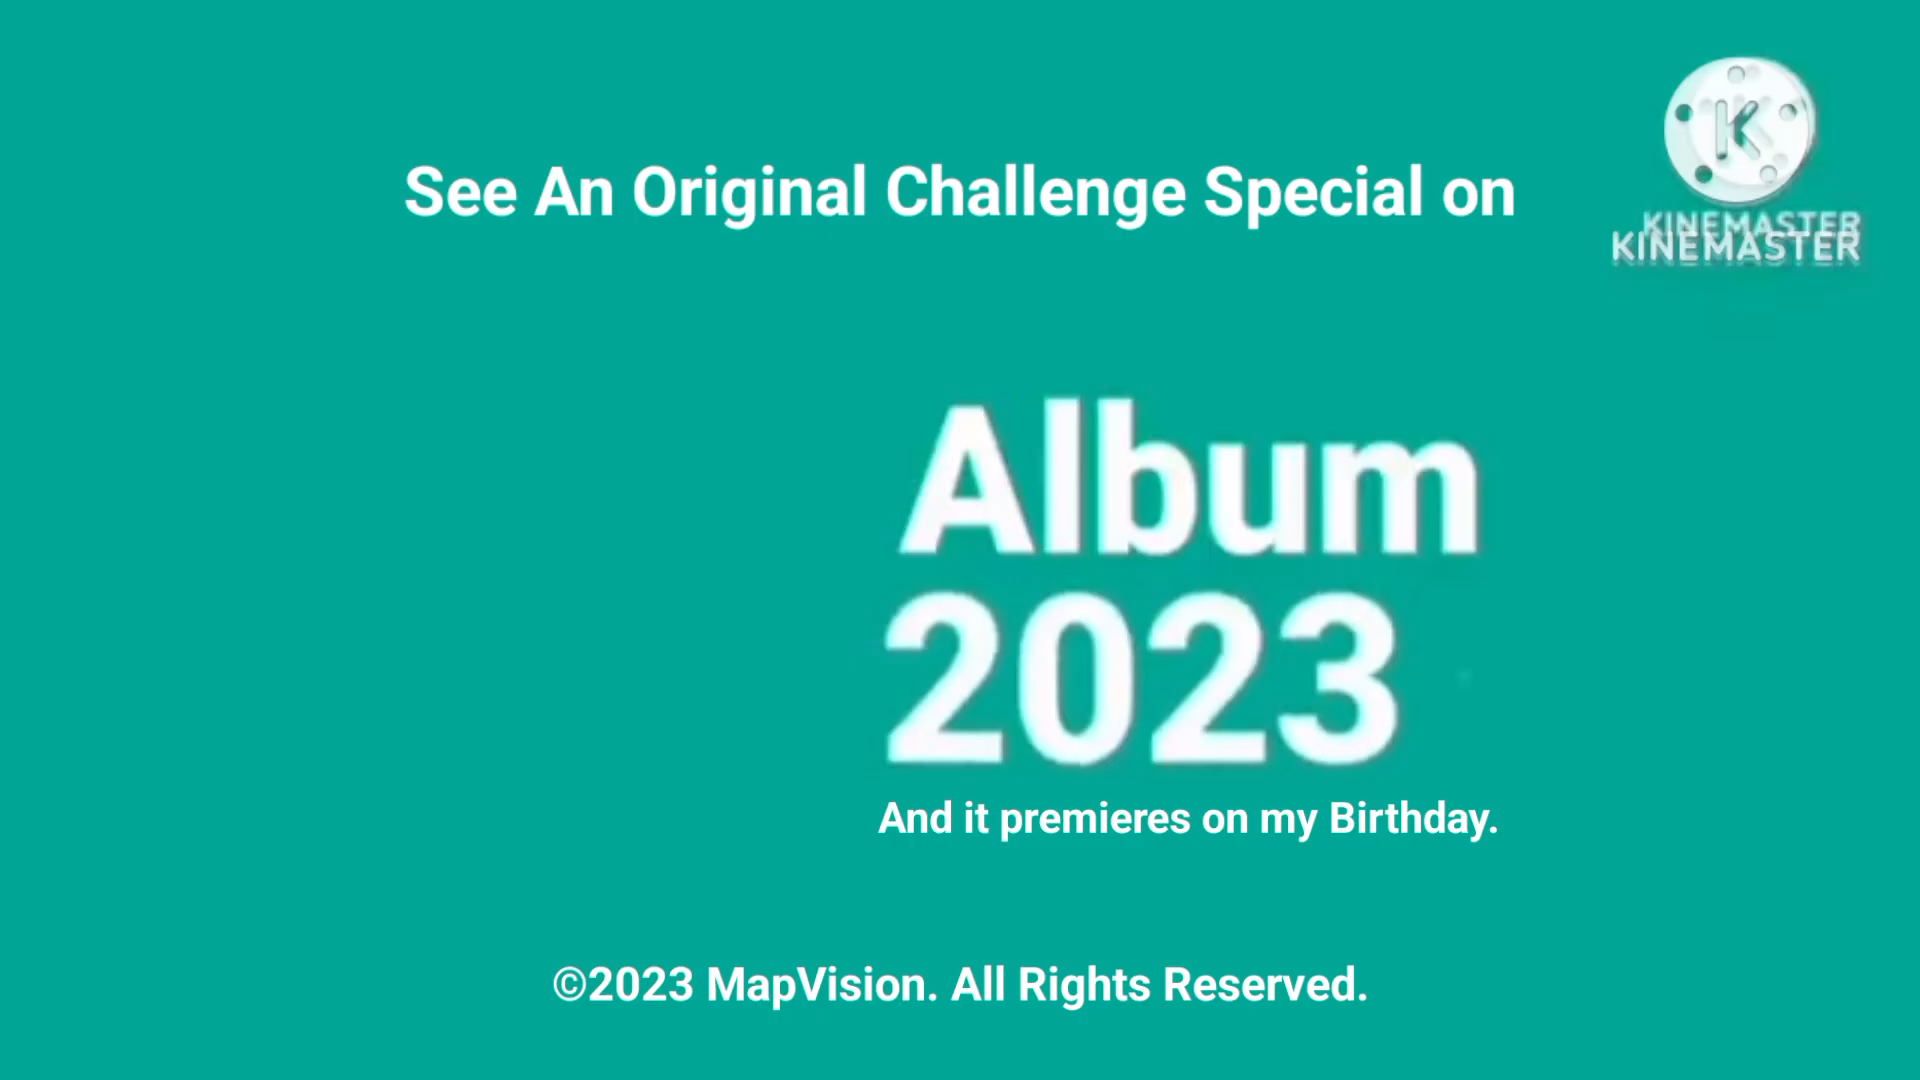 See An Original Challenge Special on
K
KINEMASTER
KINEMASTER
Album
2023
And it premieres on my Birthday.
©2023 MapVision. All Rights Reserved.